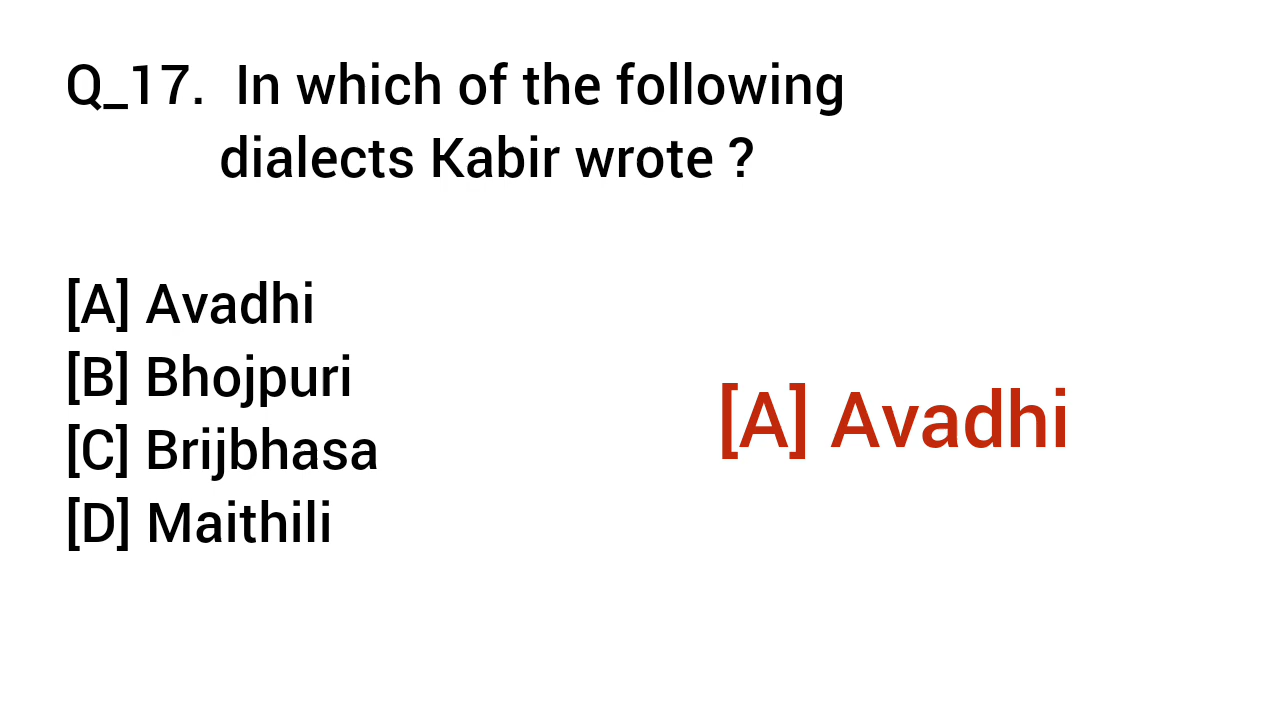 Q_17. In which of the following
dialects Kabir wrote ?
[A] Avadhi
[B] Bhojpuri
[C] Brijbhasa
[D] Maithili
[A] Avadhi